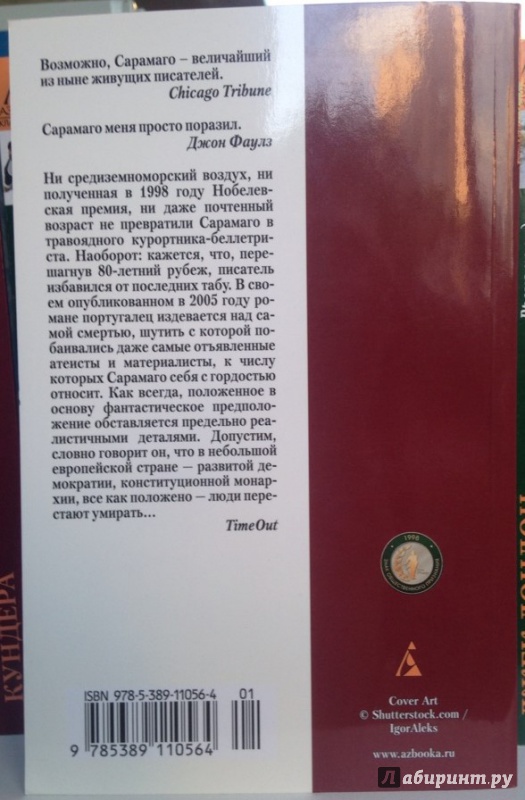 Возможно, Сарамаго – величайший
из ныне живущих писателей.
Chicago Tribune
Сарамаго меня просто поразил.
Джон Фаулз
Ни средиземноморский воздух, ни
полученная в 1998 году Нобелев-
ская премия, ни даже почтенный
возраст не превратили Сарамаго в
травоядного курортника-беллетри-
ста. Наоборот: кажется, что, пере-
шагнув 80-летний рубеж, писатель
избавился от последних табу. В сво-
ем опубликованном в 2005 году ро-
мане португалец издевается над са-
мой смертью, шутить с которой по-
баивались даже самые отъявленные
атеисты и материалисты, к числу
которых Сарамаго себя с гордостью
относит. Как всегда, положенное в
основу фантастическое предполо-
жение обставляется предельно реа-
листичными деталями. Допустим,
словно говорит он, что в небольшой
европейской стране – развитой де-
мократии, конституционной монар-
хии, все как положено – люди пере-
стают умирать...
TimeOut
1998
ISBN 978-5-389-11056-4
01
9 785389 110564
Cover Art
© Shutterstock.com /
IgorAleks
www.azbooka.ru
КУНДЕРА
Лабиринт.ру